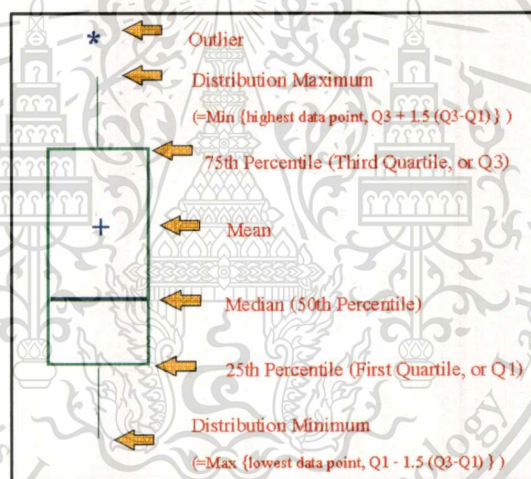 * Outlier
Distribution Maximum
(=Min {highest data point, Q3 + 1.5 (Q3-Q1) } )
75th Percentile (Third Quartile, or Q3)
+ Mean
Median (50th Percentile)
25th Percentile (First Quartile, or Q1)
Distribution Minimum
(=Max {lowest data point, Q1 - 1.5 (Q3-Q1) } )